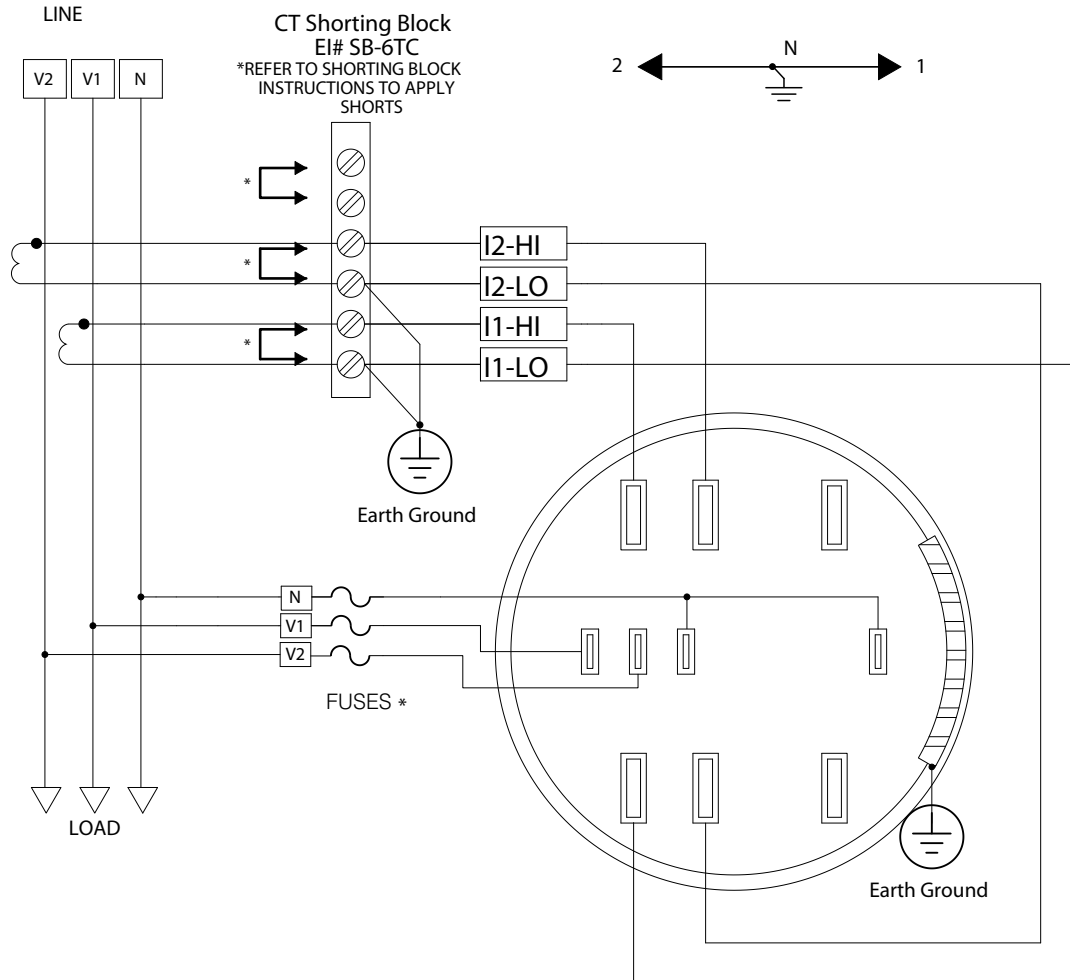 LINE
V2
V1
N
CT Shorting Block
EI# SB-6TC
*REFER TO SHORTING BLOCK
INSTRUCTIONS TO APPLY
SHORTS
2
N
1
*
*
*
I2-HI
I2-LO
I1-HI
I1-LO
Earth Ground
N
V1
V2
FUSES *
LOAD
Earth Ground